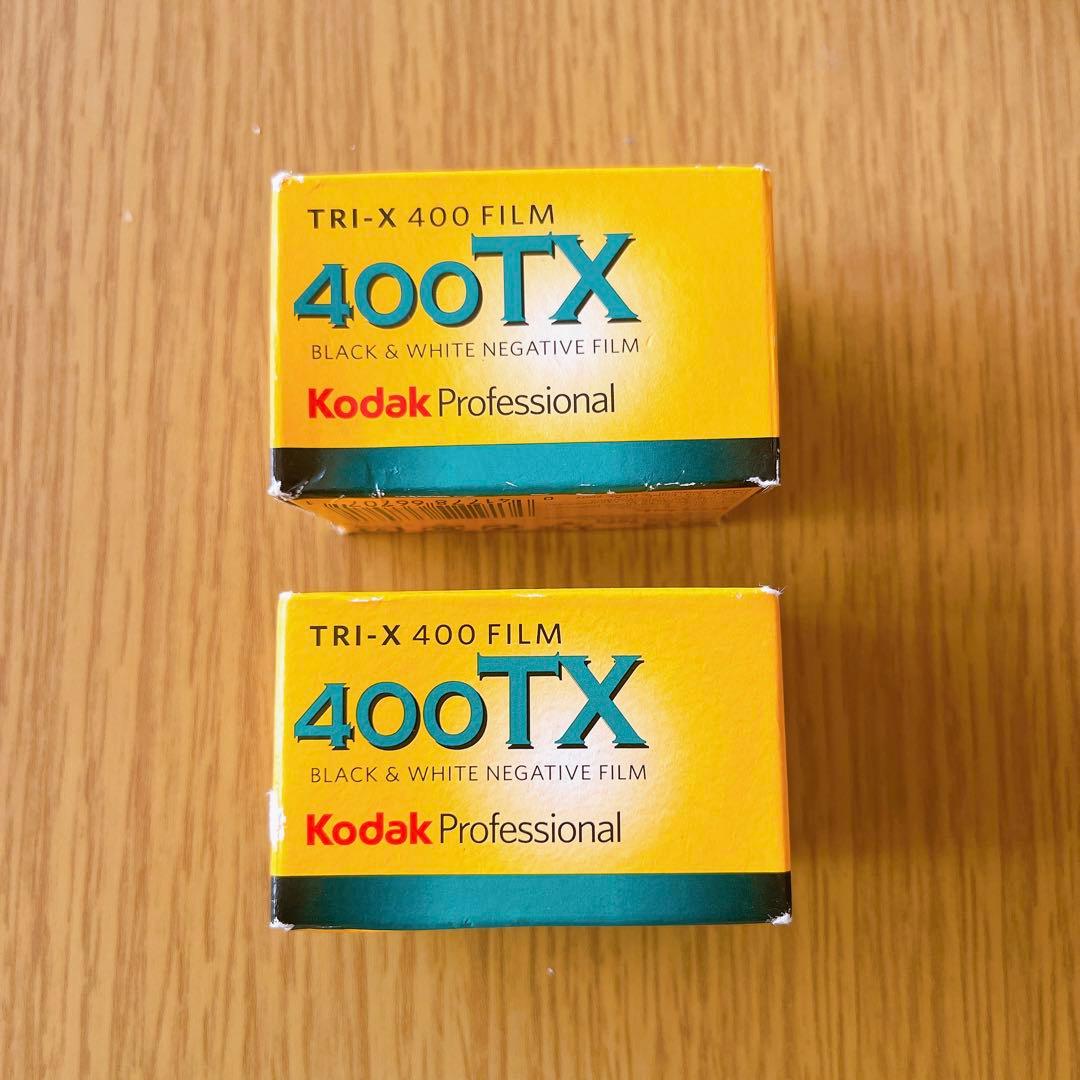 TRI-X 400 FILM
400TX
BLACK & WHITE NEGATIVE FILM
Kodak Professional
TRI-X 400 FILM
400TX
BLACK & WHITE NEGATIVE FILM
Kodak Professional